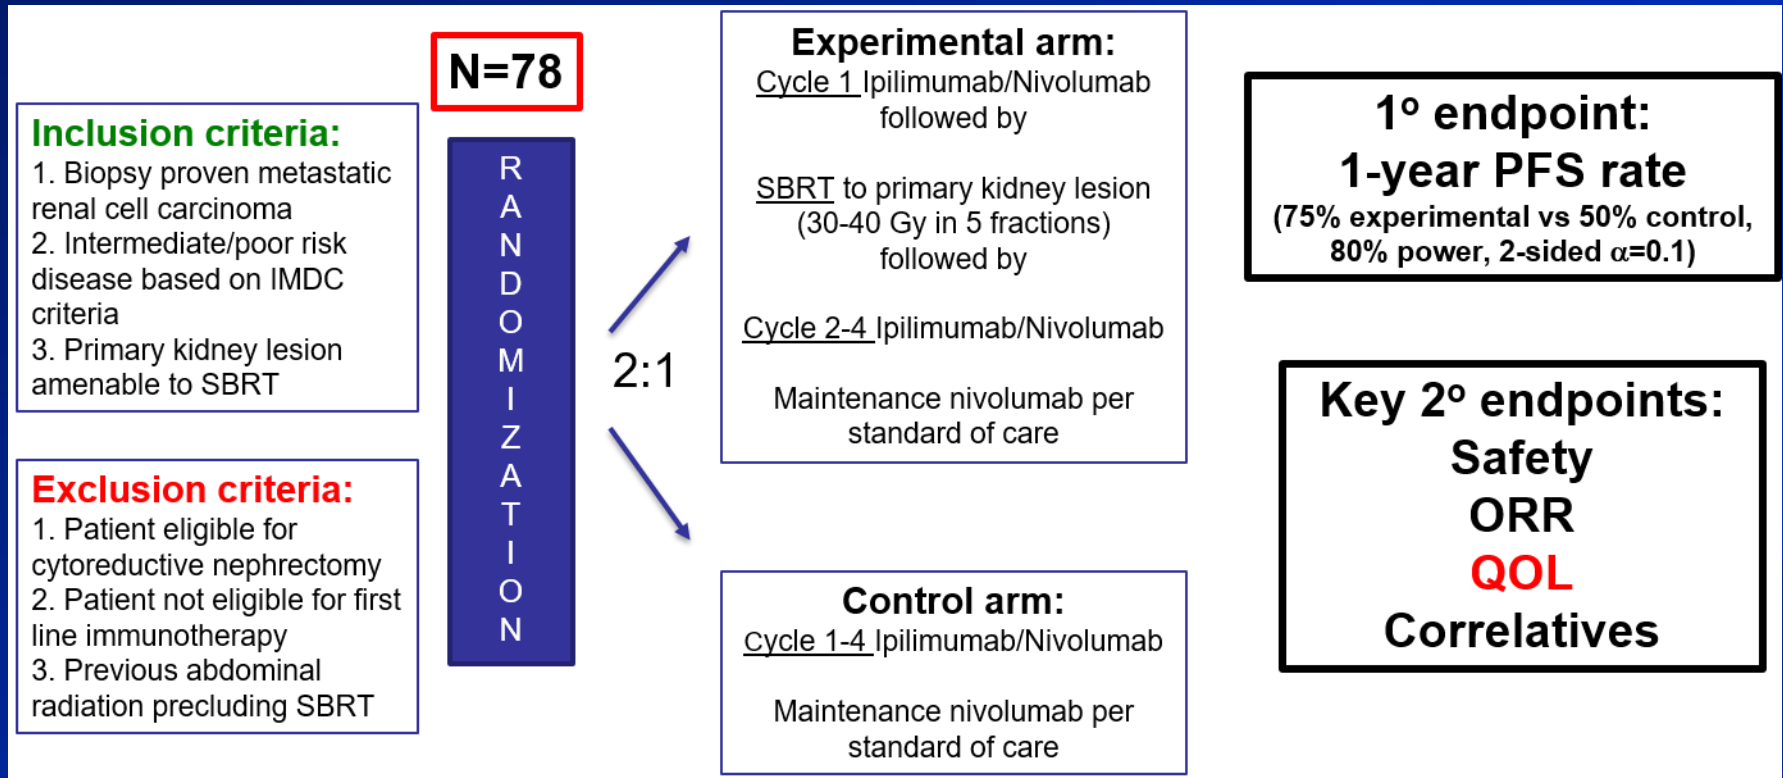 N=78
Inclusion criteria:
1. Biopsy proven metastatic
renal cell carcinoma
2. Intermediate/poor risk
disease based on IMDC
criteria
3. Primary kidney lesion
amenable to SBRT
Exclusion criteria:
1. Patient eligible for
cytoreductive nephrectomy
2. Patient not eligible for first
line immunotherapy
3. Previous abdominal
radiation precluding SBRT
R
A
N
D
O
M
I
Z
A
T
I
O
N
2:1
Experimental arm:
Cycle 1 Ipilimumab/Nivolumab
followed by
SBRT to primary kidney lesion
(30-40 Gy in 5 fractions)
followed by
Cycle 2-4 Ipilimumab/Nivolumab
Maintenance nivolumab per
standard of care
Control arm:
Cycle 1-4 Ipilimumab/Nivolumab
Maintenance nivolumab per
standard of care
1º endpoint:
1-year PFS rate
(75% experimental vs 50% control,
80% power, 2-sided α=0.1)
Key 2º endpoints:
Safety
ORR
QOL
Correlatives